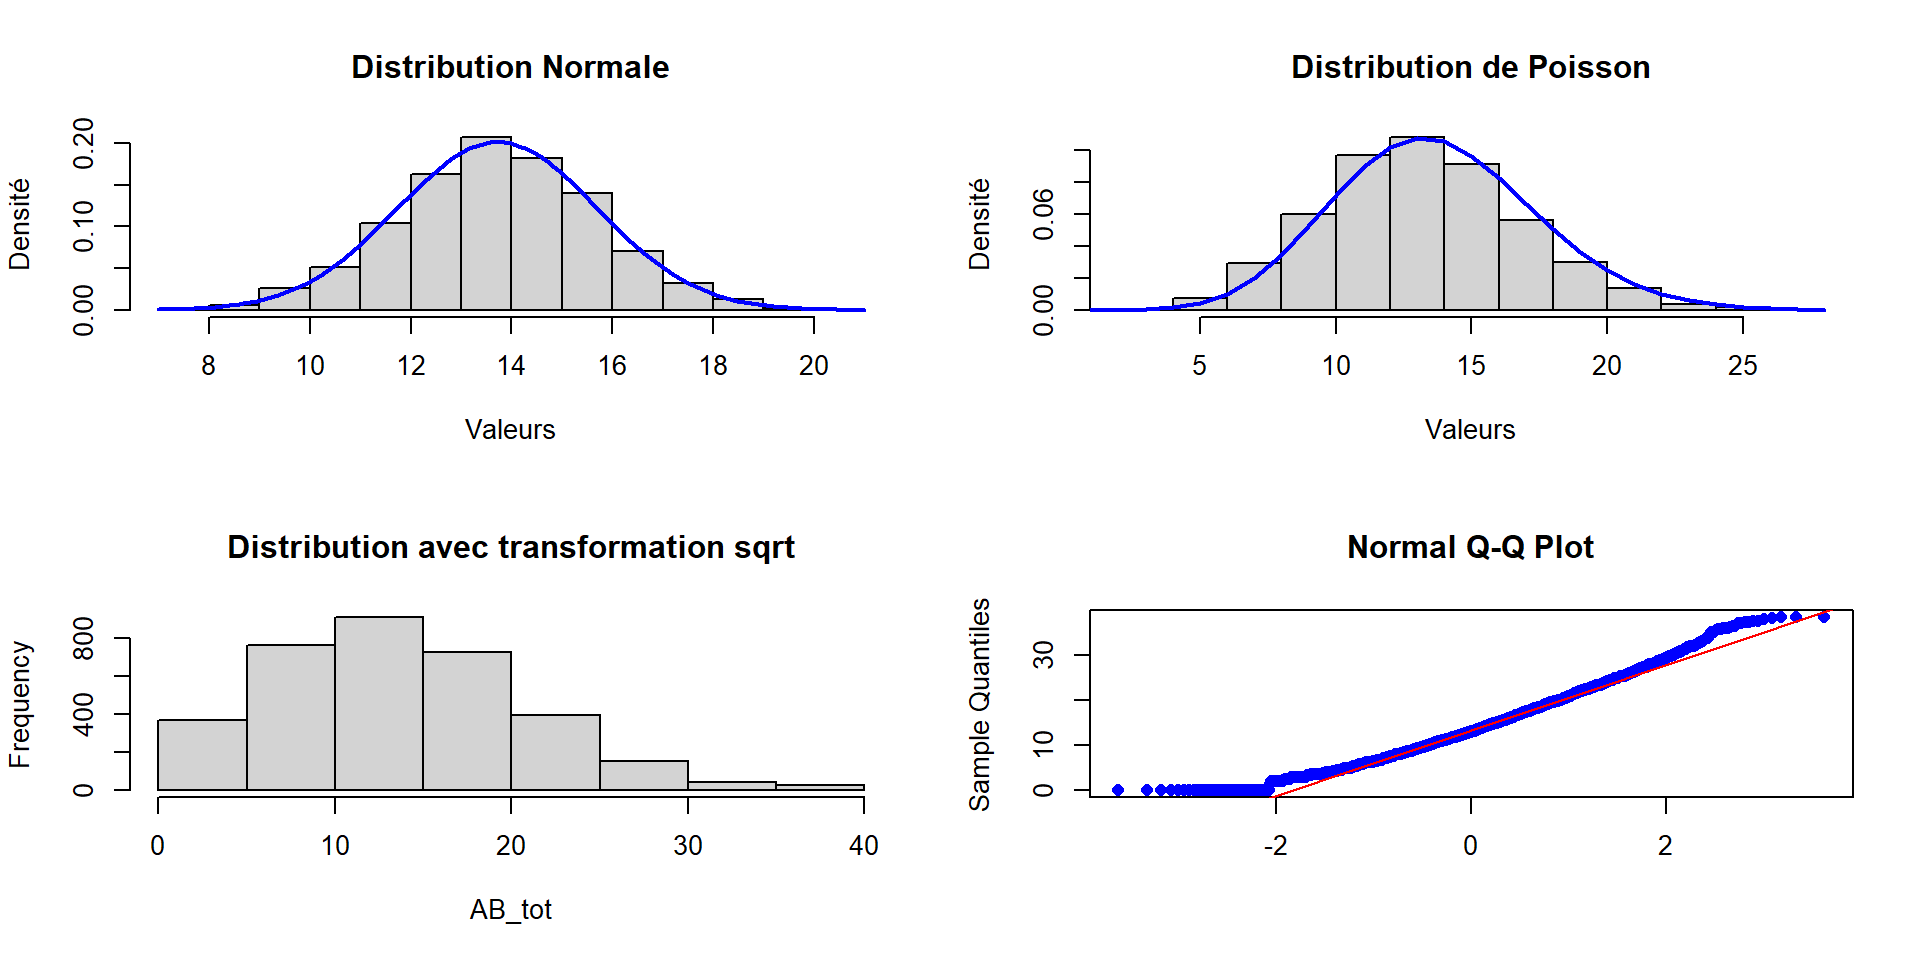 Distribution Normale
Densité
0.00 0.10 0.20
8 10 12 14 16 18 20
Valeurs
Distribution de Poisson
Densité
0.00 0.06
5 10 15 20 25
Valeurs
Distribution avec transformation sqrt
Frequency
0 400 800
0 10 20 30 40
AB_tot
Normal Q-Q Plot
Sample Quantiles
0 10 30
-2 0 2